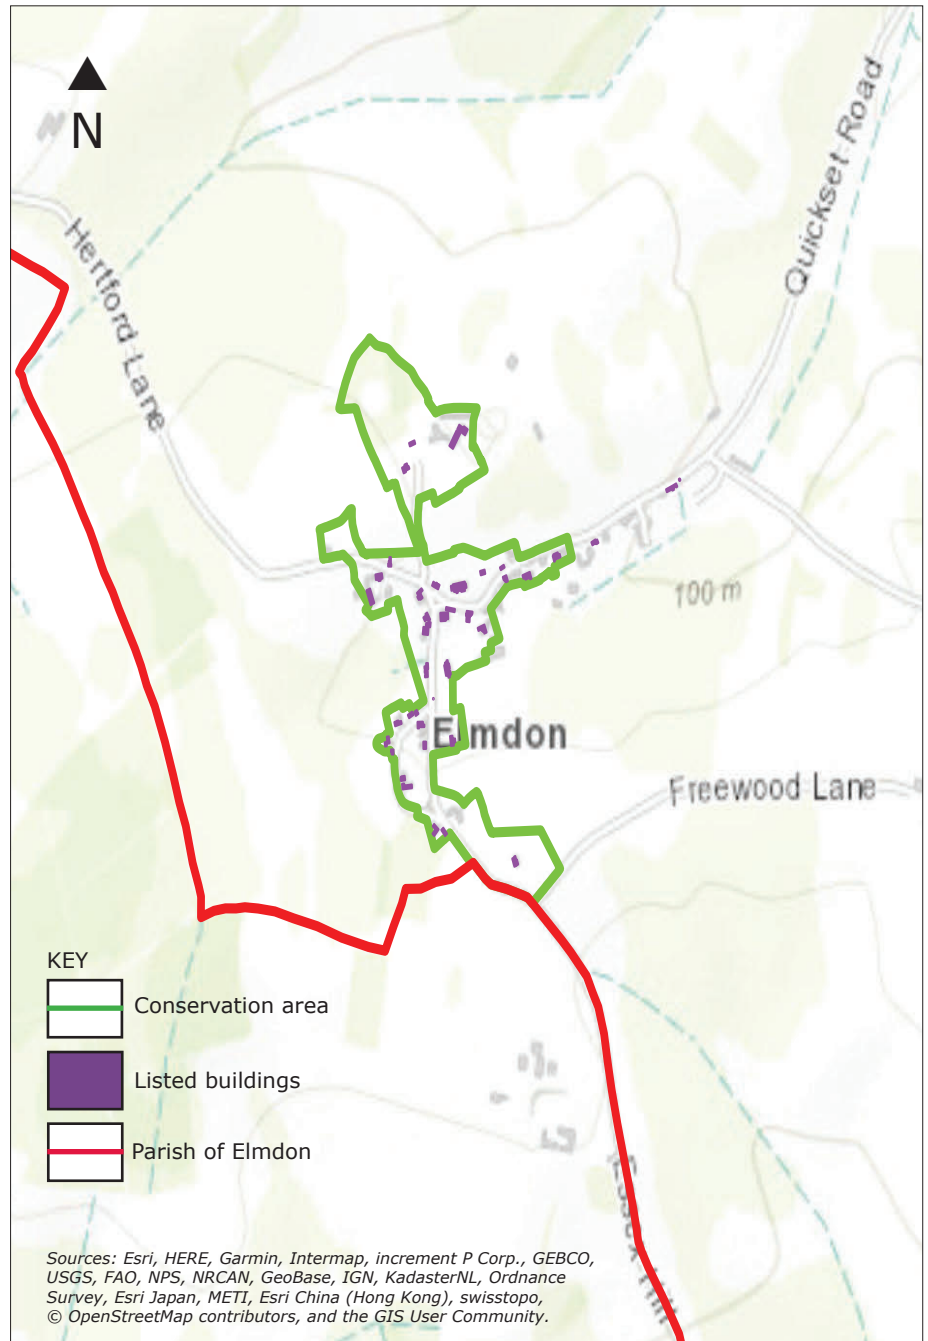 N
Quickset Road
Hertford Lane
100 m
Elmdon
Freewood Lane
KEY
Conservation area
Listed buildings
Parish of Elmdon
Essex Hill
Sources: Esri, HERE, Garmin, Intermap, increment P Corp., GEBCO,
USGS, FAO, NPS, NRCAN, GeoBase, IGN, KadasterNL, Ordnance
Survey, Esri Japan, METI, Esri China (Hong Kong), swisstopo,
© OpenStreetMap contributors, and the GIS User Community.